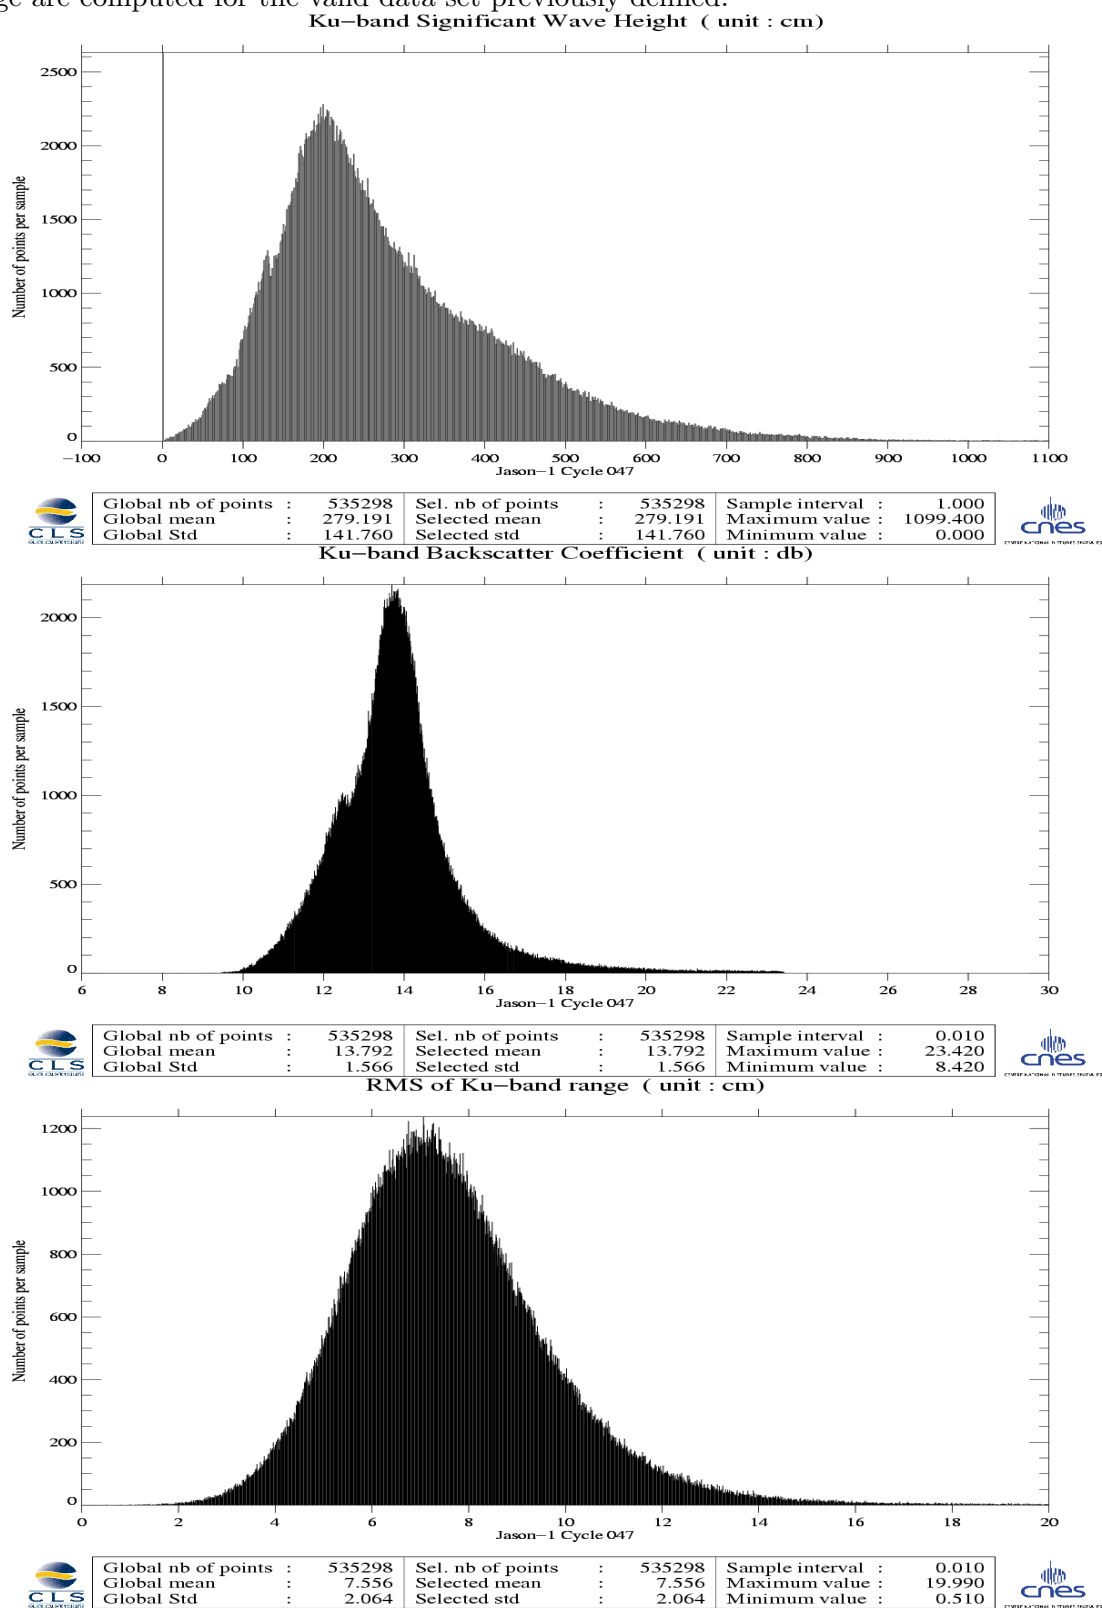 ge are computed for the valid data set previously defined.
Ku−band Significant Wave Height ( unit : cm)
Number of points per sample
2500
2000
1500
1000
500
0
−100 0 100 200 300 400 500 600 700 800 900 1000 1100
Jason−1 Cycle 047
CLS
Global nb of points : 535298 Sel. nb of points : 535298 Sample interval : 1.000
Global mean : 279.191 Selected mean : 279.191 Maximum value : 1099.400
Global Std : 141.760 Selected std : 141.760 Minimum value : 0.000
cnes
Ku−band Backscatter Coefficient ( unit : db)
Number of points per sample
2000
1500
1000
500
0
6 8 10 12 14 16 18 20 22 24 26 28 30
Jason−1 Cycle 047
CLS
Global nb of points : 535298 Sel. nb of points : 535298 Sample interval : 0.010
Global mean : 13.792 Selected mean : 13.792 Maximum value : 23.420
Global Std : 1.566 Selected std : 1.566 Minimum value : 8.420
cnes
RMS of Ku−band range ( unit : cm)
Number of points per sample
1200
1000
800
600
400
200
0
0 2 4 6 8 10 12 14 16 18 20
Jason−1 Cycle 047
CLS
Global nb of points : 535298 Sel. nb of points : 535298 Sample interval : 0.010
Global mean : 7.556 Selected mean : 7.556 Maximum value : 19.990
Global Std : 2.064 Selected std : 2.064 Minimum value : 0.510
cnes